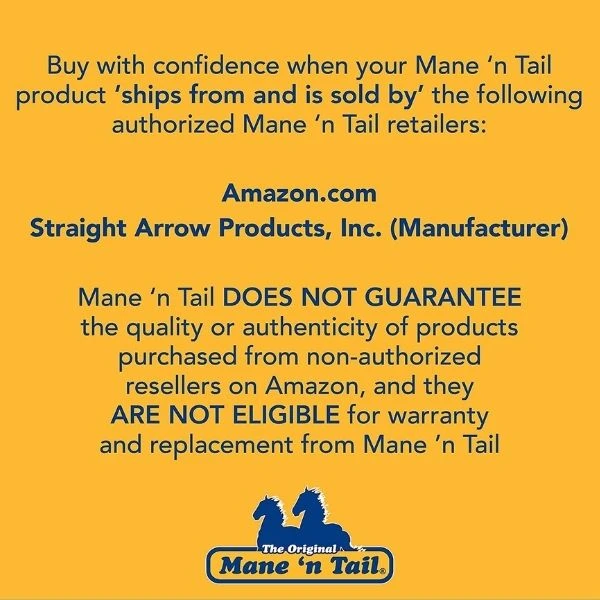 Buy with confidence when your Mane ‘n Tail
product ‘ships from and is sold by’ the following
authorized Mane ‘n Tail retailers:
Amazon.com
Straight Arrow Products, Inc. (Manufacturer)
Mane ‘n Tail DOES NOT GUARANTEE
the quality or authenticity of products
purchased from non-authorized
resellers on Amazon, and they
ARE NOT ELIGIBLE for warranty
and replacement from Mane ’n Tail
The Original
Mane ‘n Tail®